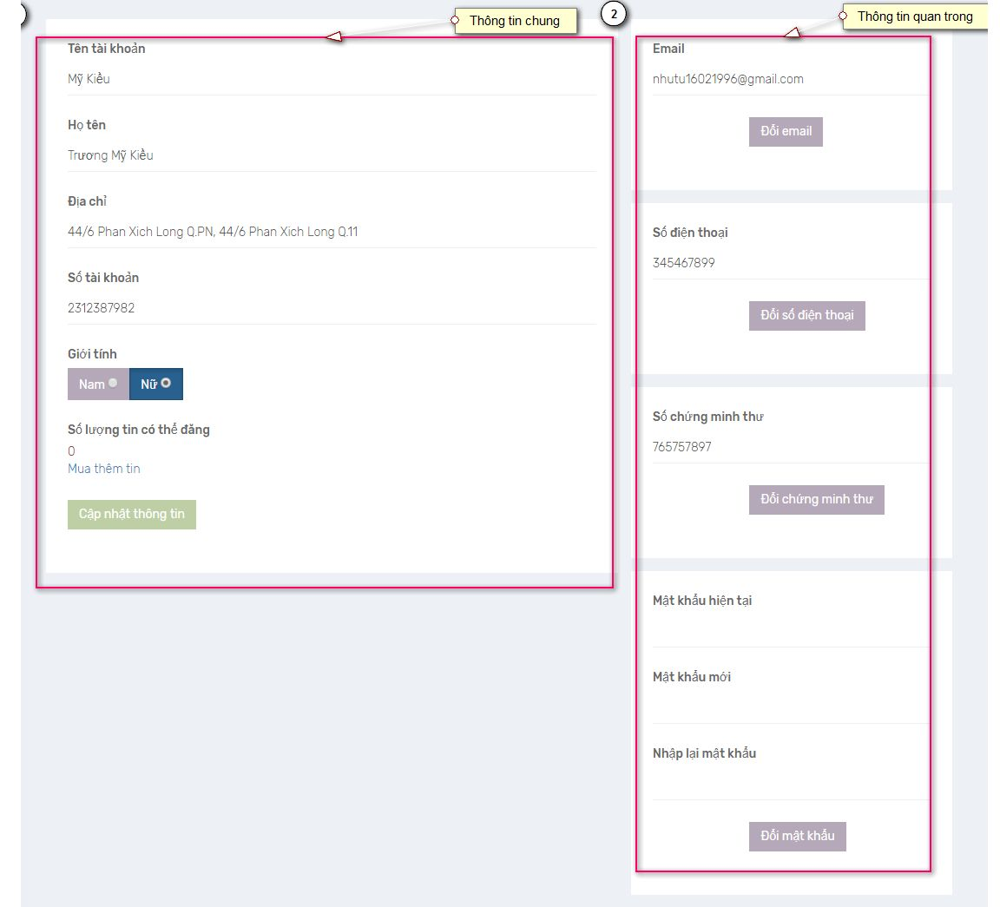 Thông tin chung
2
Thông tin quan trong
Tên tài khoản
Mỹ Kiều
Họ tên
Trương Mỹ Kiều
Địa chỉ
44/6 Phan Xich Long Q.PN, 44/6 Phan Xich Long Q.11
Số tài khoản
2312387982
Giới tính
Nam Nữ
Số lượng tin có thể đăng
0
Mua thêm tin
Cập nhật thông tin
Email
nhutu16021996@gmail.com
Đổi email
Số điện thoại
345467899
Đổi số điện thoại
Số chứng minh thư
765757897
Đổi chứng minh thư
Mật khẩu hiện tại
Mật khẩu mới
Nhập lại mật khẩu
Đổi mật khẩu